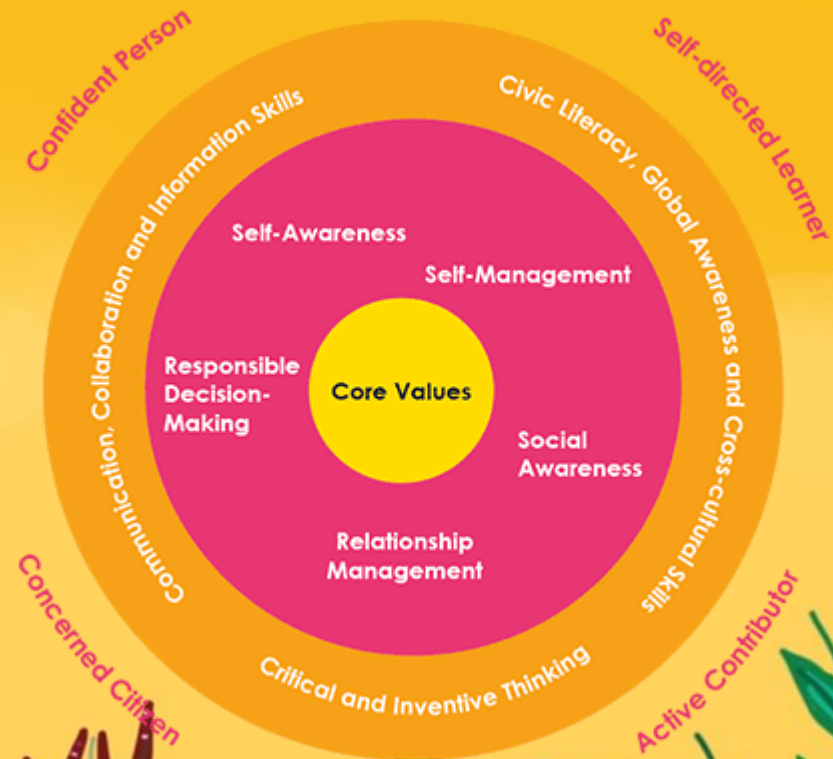 Confident Person
Self-directed Learner
Communication, Collaboration and Information Skills
Civic Literacy, Global Awareness and Cross-cultural Skills
Self-Awareness
Self-Management
Responsible
Decision-
Making
Core Values
Social
Awareness
Relationship
Management
Critical and Inventive Thinking
Concerned Citizen
Active Contributor